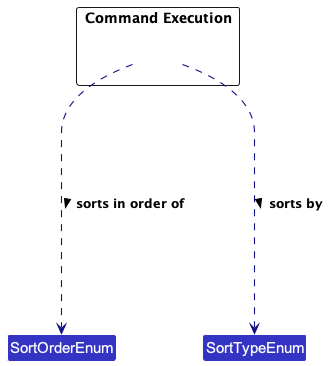 Command Execution
sorts in order of
sorts by
SortOrderEnum
SortTypeEnum